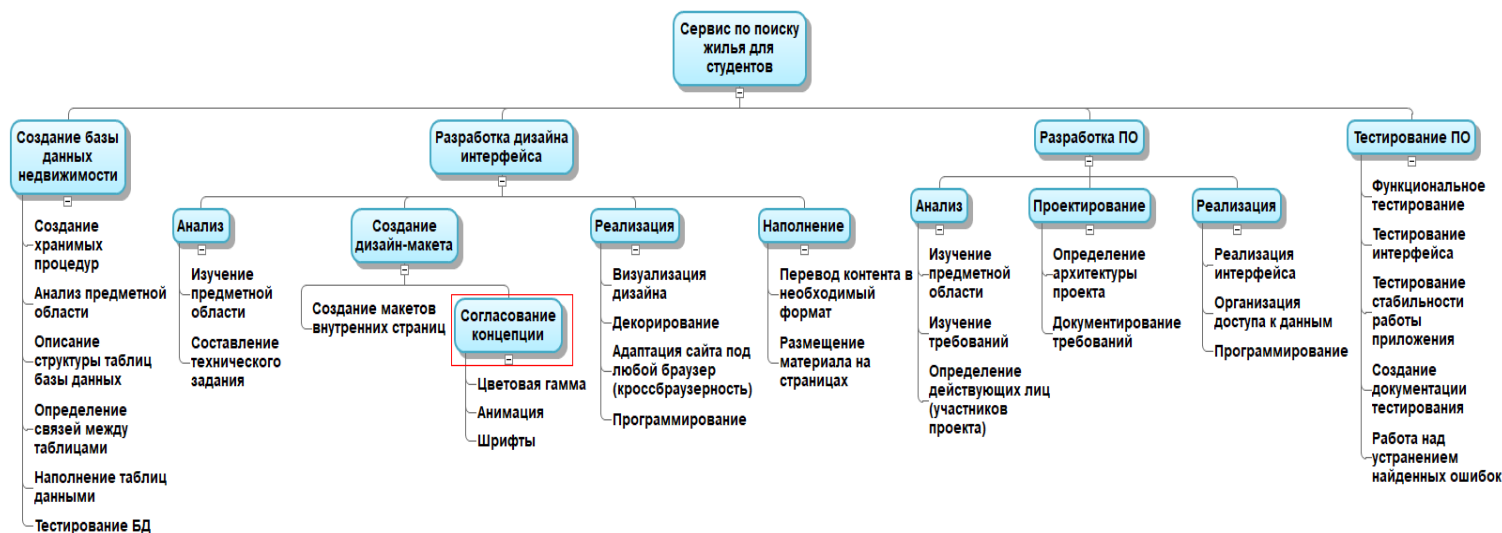 Сервис по поиску
жилья для
студентов
Создание базы
данных
недвижимости
Создание
хранимых
процедур
Анализ предметной
области
Описание
структуры таблиц
базы данных
Определение
связей между
таблицами
Наполнение таблиц
данными
Тестирование БД
Разработка дизайна
интерфейса
Анализ
Изучение
предметной
области
Составление
технического
задания
Создание
дизайн-макета
Создание макетов
внутренних страниц
Согласование
концепции
Цветовая гамма
Анимация
Шрифты
Реализация
Визуализация
дизайна
Декорирование
Адаптация сайта под
любой браузер
(кроссбраузерность)
Программирование
Наполнение
Перевод контента в
необходимый
формат
Размещение
материала на
страницах
Разработка ПО
Анализ
Изучение
предметной
области
Изучение
требований
Определение
действующих лиц
(участников
проекта)
Проектирование
Определение
архитектуры
проекта
Документирование
требований
Реализация
Реализация
интерфейса
Организация
доступа к данным
Программирование
Тестирование ПО
Функциональное
тестирование
Тестирование
интерфейса
Тестирование
стабильности
работы
приложения
Создание
документации
тестирования
Работа над
устранением
найденных ошибок